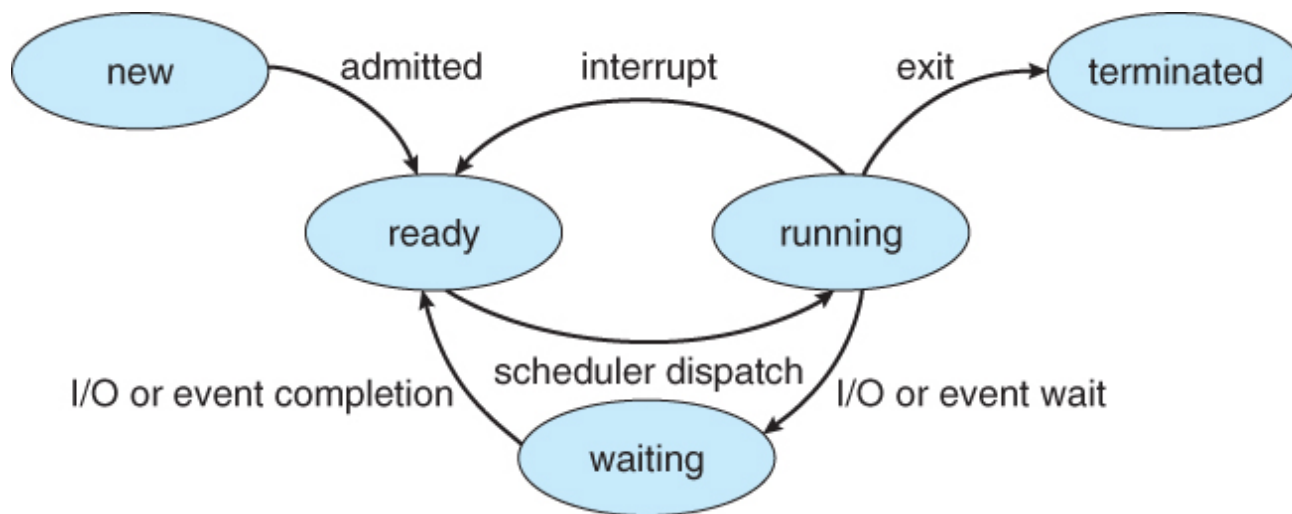 new
admitted
interrupt
exit
terminated
ready
running
scheduler dispatch
I/O or event completion
I/O or event wait
waiting